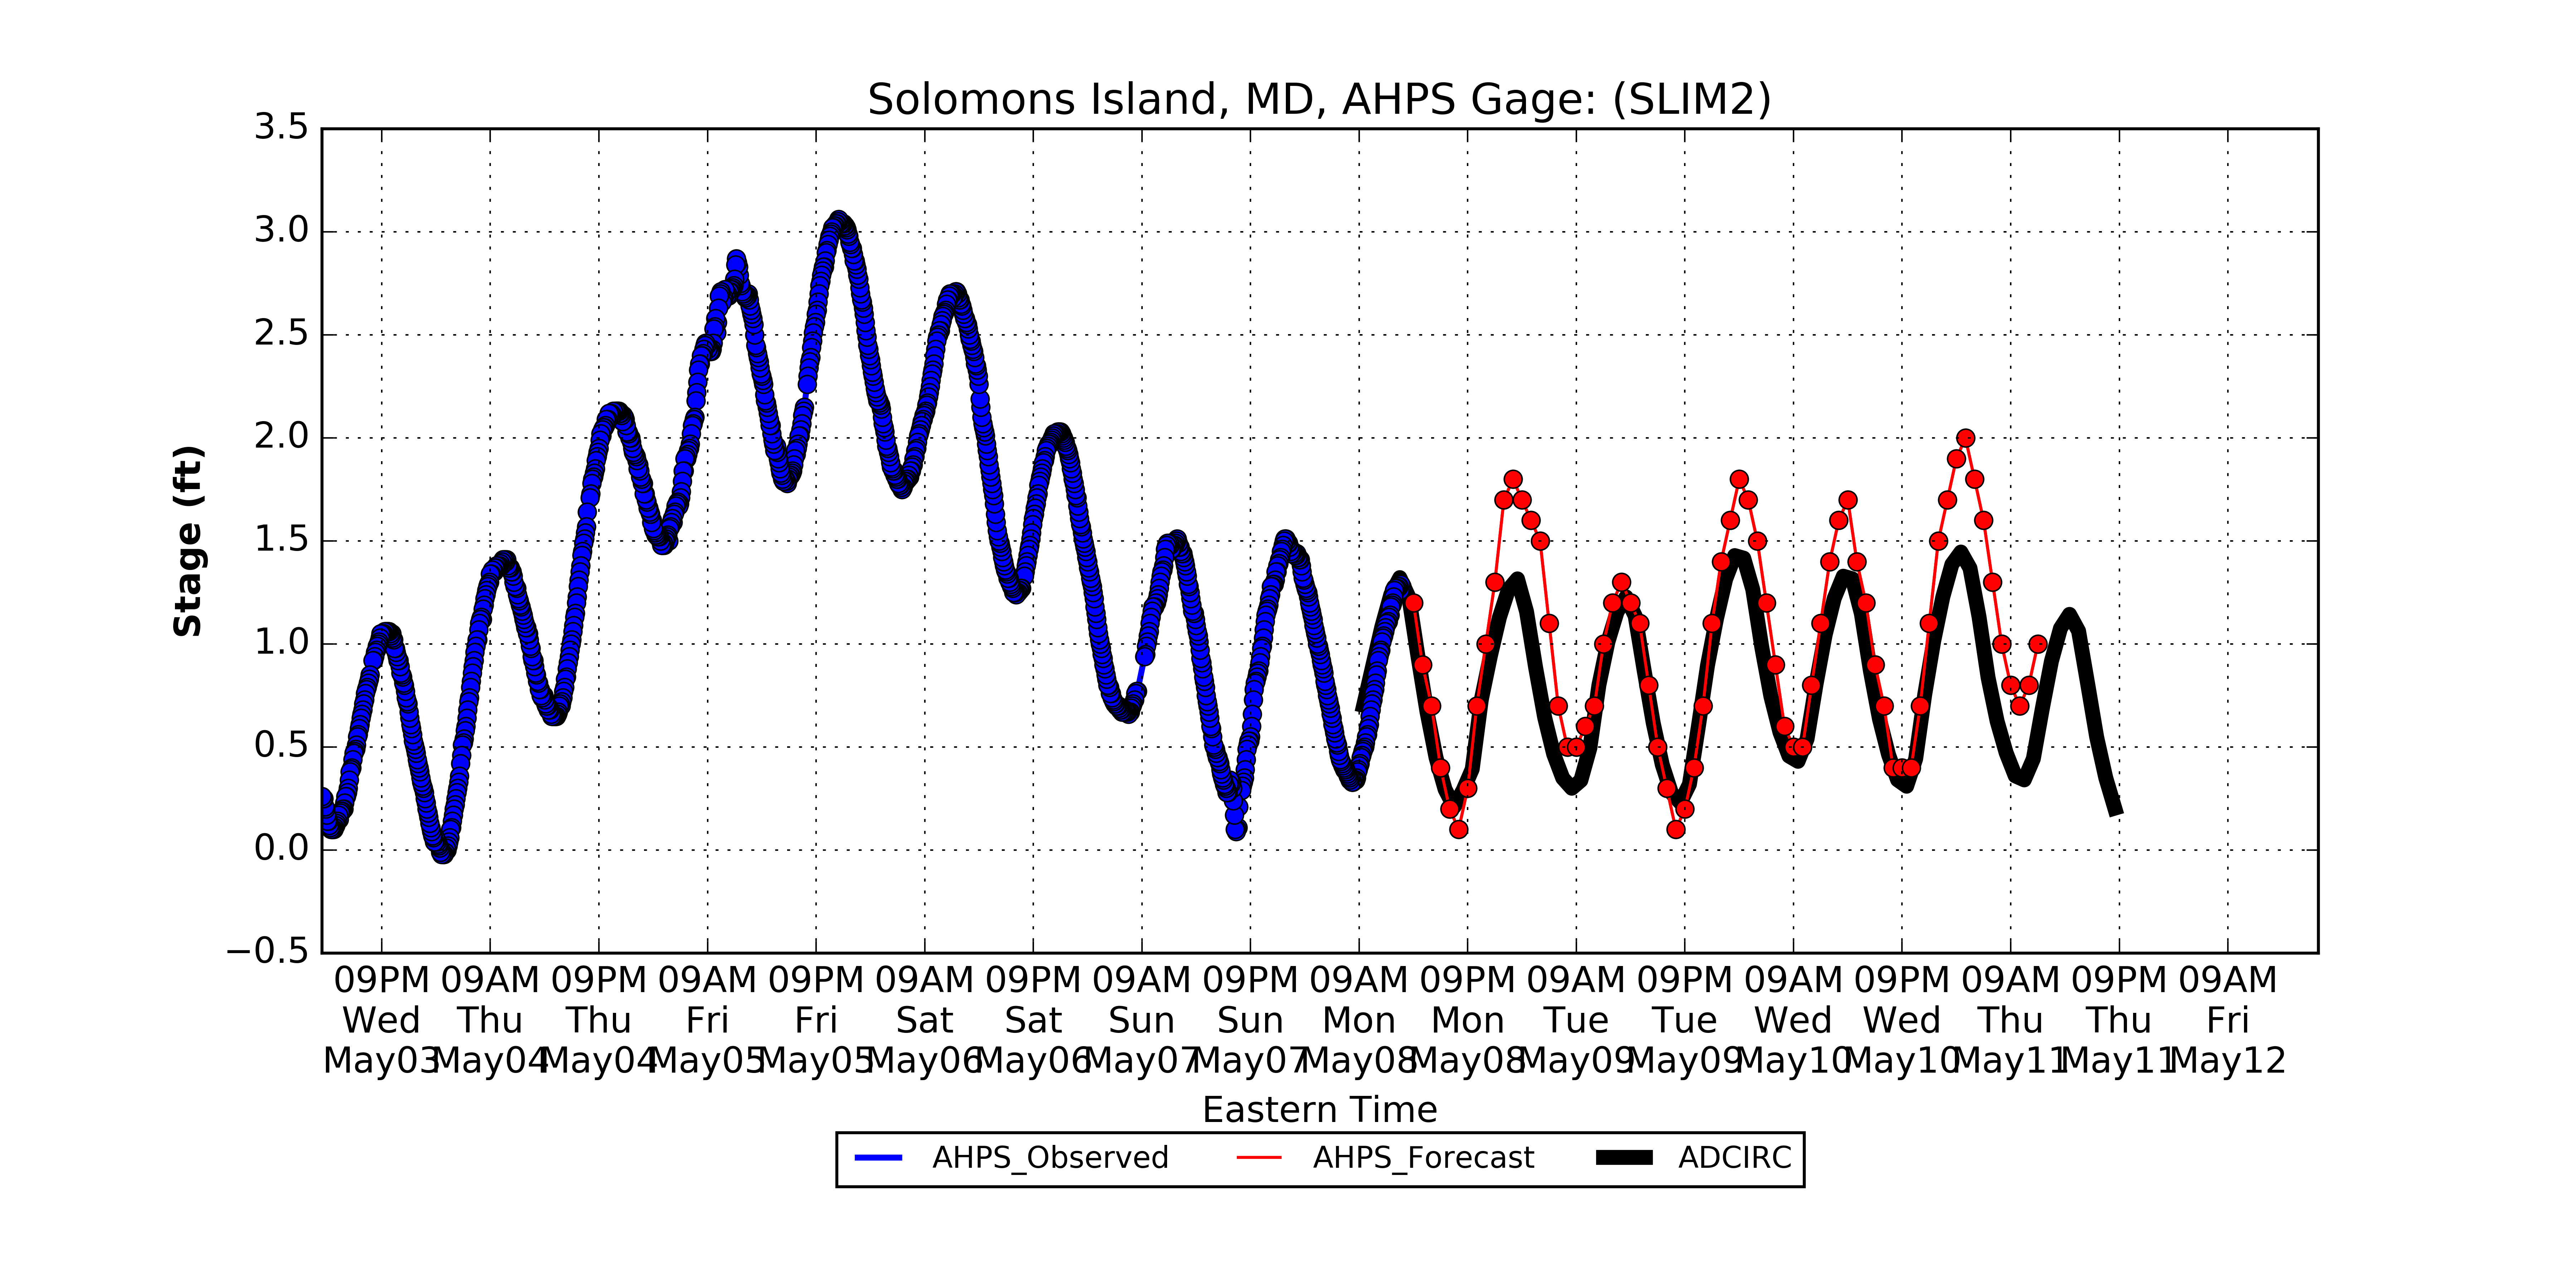 Solomons Island, MD, AHPS Gage: (SLIM2)
3.5
3.0
2.5
2.0
1.5
1.0
0.5
0.0
−0.5
Stage (ft)
09PM 09AM 09PM 09AM 09PM 09AM 09PM 09AM 09PM 09AM 09PM 09AM 09PM 09AM 09PM 09AM 09PM 09AM
Wed Thu Thu Fri Fri Sat Sat Sun Sun Mon Mon Tue Tue Wed Wed Thu Thu Fri
May03 May04 May04 May05 May05 May06 May06 May07 May07 May08 May08 May09 May09 May10 May10 May11 May11 May12
Eastern Time
AHPS_Observed AHPS_Forecast ADCIRC